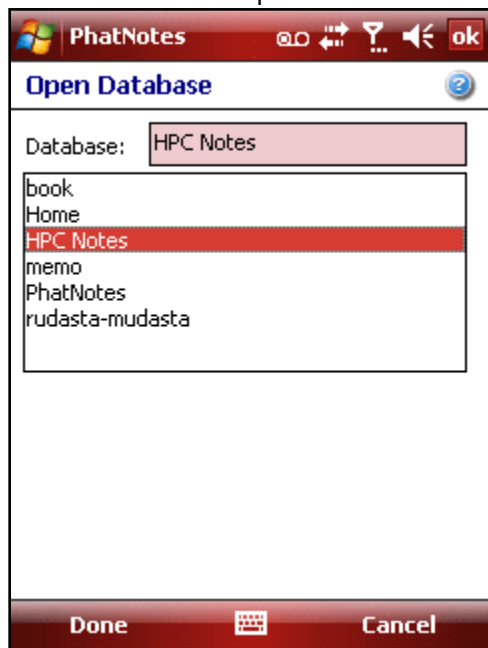 PhatNotes ok
Open Database
Database: HPC Notes
book
Home
HPC Notes
memo
PhatNotes
rudasta-mudasta
Done Cancel